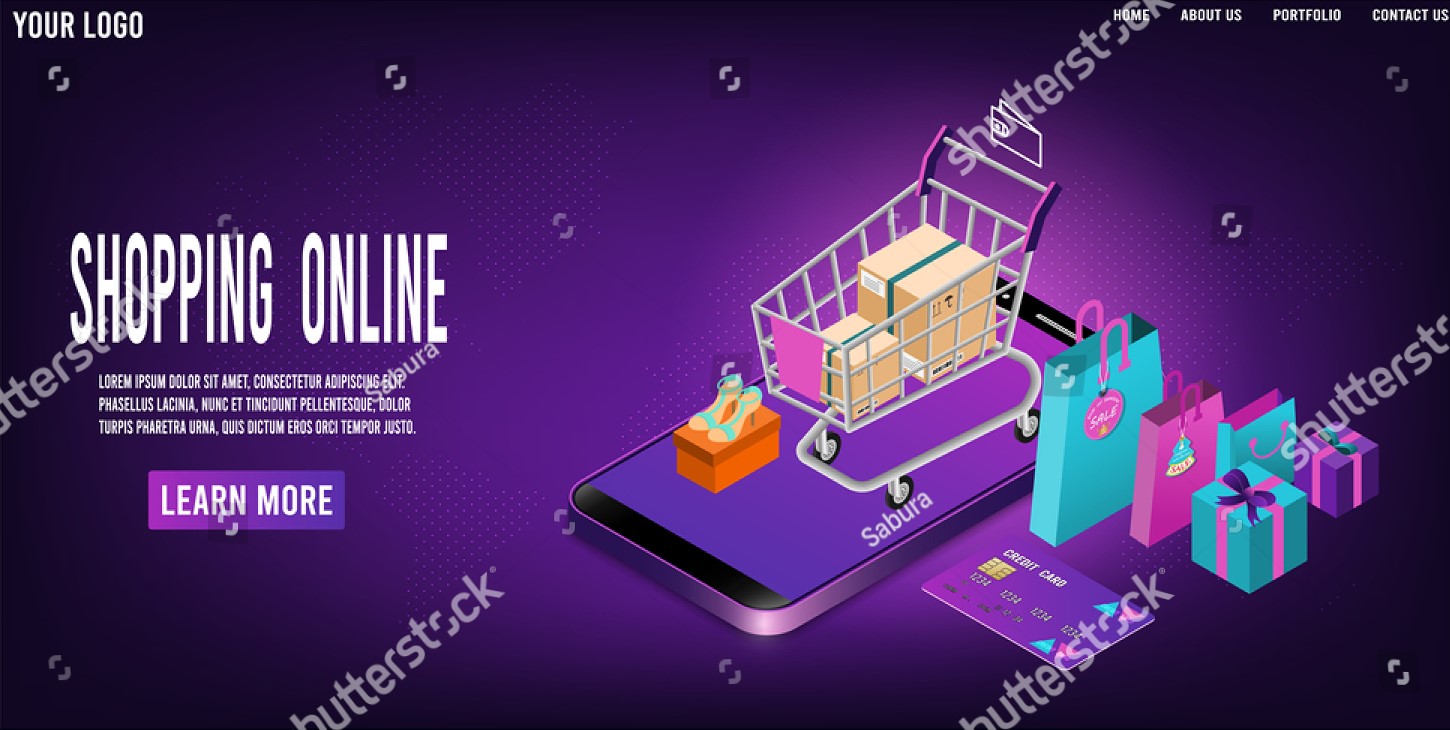 YOUR LOGO
HOME ABOUT US PORTFOLIO CONTACT US
shutterstock
SHOPPING ONLINE
shutterstock
Sabura
LOREM IPSUM DOLOR SIT AMET, CONSECTETUR ADIPISCING ELIT.
PHASELLUS LACINIA, NUNC ET TINCIDUNT PELLENTESQUE, DOLOR
TURPIS PHARETRA URNA, QUIS DICTUM EROS ORCI TEMPOR JUSTO.
LEARN MORE
SALE
SALE
shutterstock
Sabura
CREDIT CARD
1234 1234 1234 1234
shutterstock
shutterstock